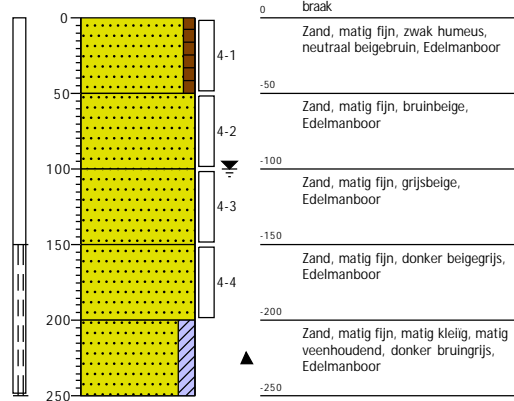 0
50
100
150
200
250
4-1
4-2
4-3
4-4
0
braak
Zand, matig fijn, zwak humeus,
neutraal beigebruin, Edelmanboor
-50
Zand, matig fijn, bruinbeige,
Edelmanboor
-100
Zand, matig fijn, grijsbeige,
Edelmanboor
-150
Zand, matig fijn, donker beigegrijs,
Edelmanboor
-200
Zand, matig fijn, matig kleiïg, matig
veenhoudend, donker bruingrijs,
Edelmanboor
-250